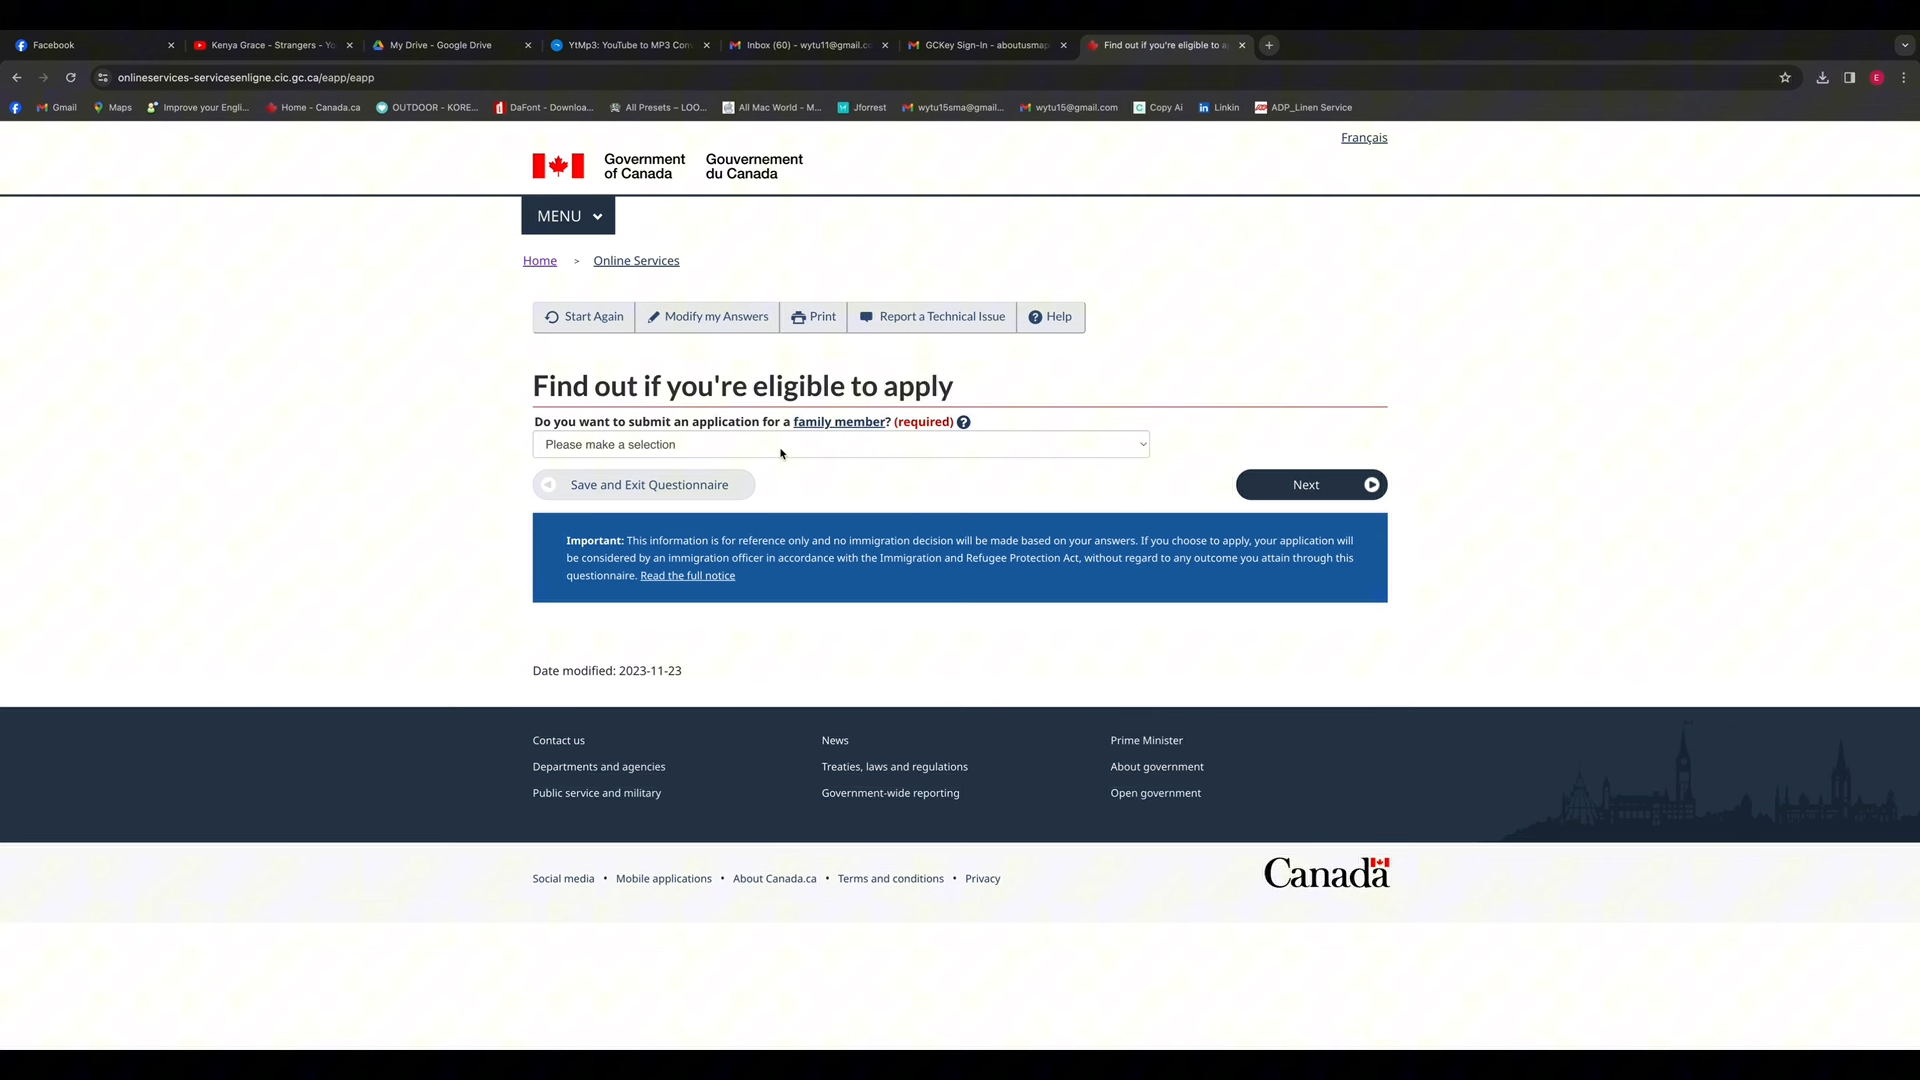 Facebook
Kenya Grace - Strangers - Yo
My Drive - Google Drive
YtMp3: YouTube to MP3 Con
Inbox (60) - wytu11@gmail.co
GCKey Sign-In - aboutusmap
Find out if you're eligible to a
onlineservices-servicesenligne.cic.gc.ca/eapp/eapp
E
Gmail
Maps
Improve your Engli...
Home - Canada.ca
OUTDOOR - KORE...
DaFont - Downloa...
All Presets – LOO...
All Mac World - M...
Jforrest
wytu15sma@gmail...
wytu15@gmail.com
Copy Ai
Linkin
ADP_Linen Service
Français
Government of Canada
Gouvernement du Canada
MENU
Home > Online Services
Start Again
Modify my Answers
Print
Report a Technical Issue
Help
Find out if you're eligible to apply
Do you want to submit an application for a family member? (required)
Please make a selection
Save and Exit Questionnaire
Next
Important: This information is for reference only and no immigration decision will be made based on your answers. If you choose to apply, your application will
be considered by an immigration officer in accordance with the Immigration and Refugee Protection Act, without regard to any outcome you attain through this
questionnaire. Read the full notice
Date modified: 2023-11-23
Contact us
News
Prime Minister
Departments and agencies
Treaties, laws and regulations
About government
Public service and military
Government-wide reporting
Open government
Social media • Mobile applications • About Canada.ca • Terms and conditions • Privacy
Canada